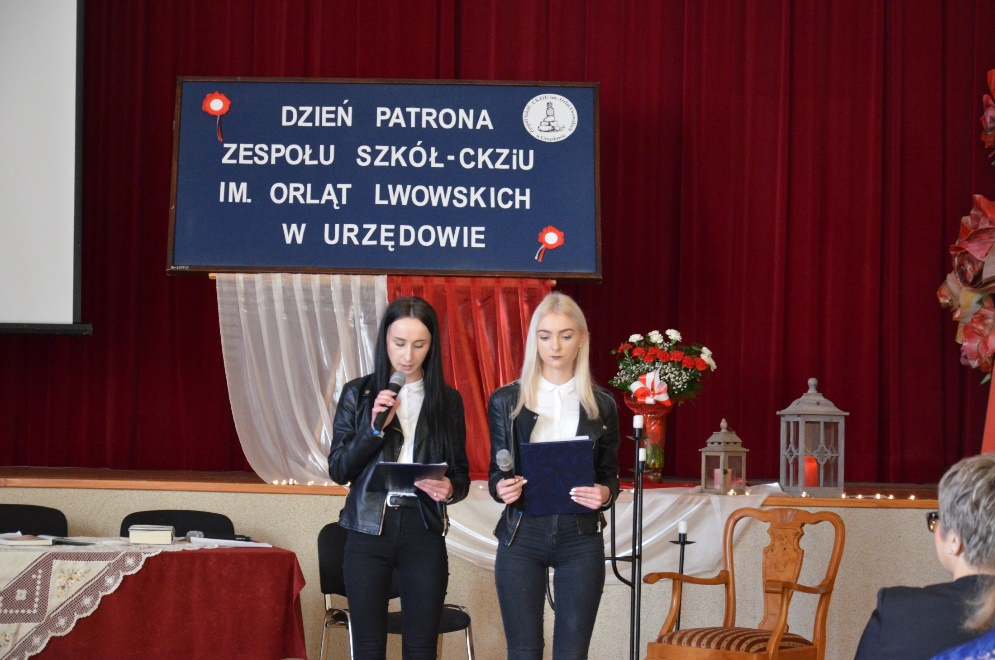 DZIEŃ PATRONA
ZESPOŁU SZKÓŁ-CKZiU
IM. ORLĄT LWOWSKICH
W URZĘDOWIE